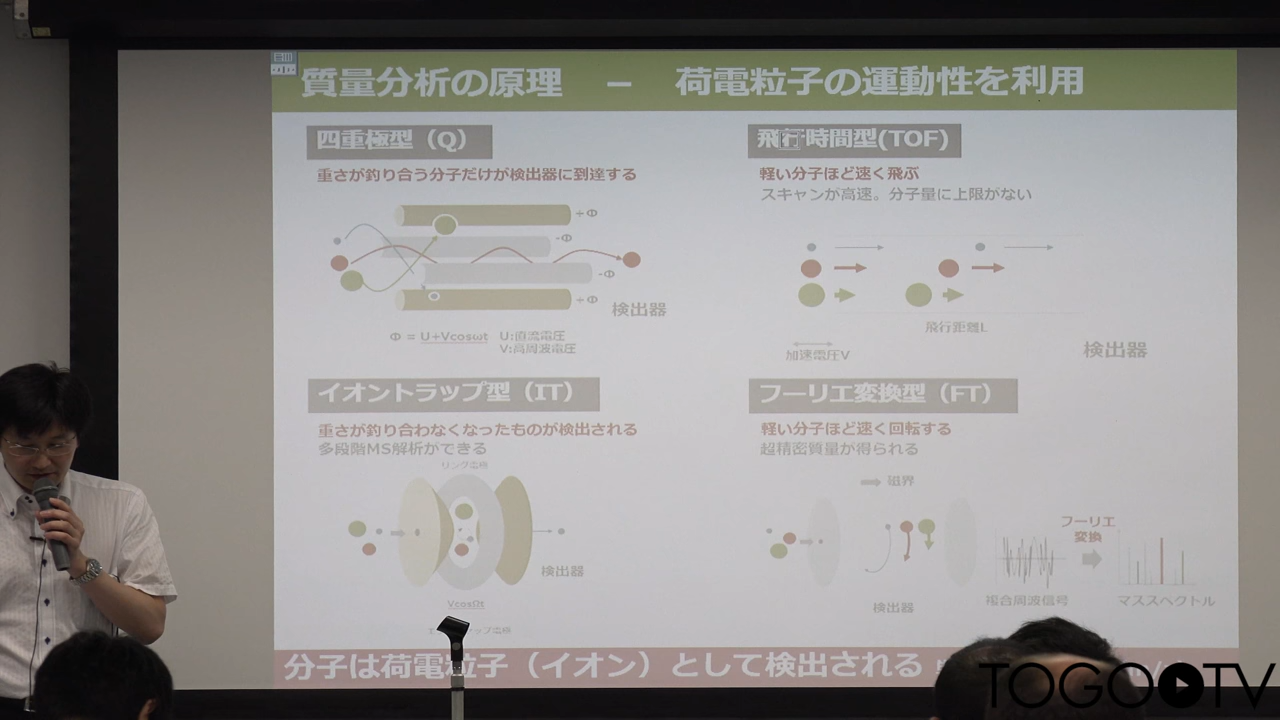 質量分析の原理 － 荷電粒子の運動性を利用
四重極型（Q）
重さが釣り合う分子だけが検出器に到達する
+Φ
-Φ
-Φ
+Φ
検出器
Φ = U+Vcosωt
U:直流電圧
V:高周波電圧
飛行時間型(TOF)
軽い分子ほど速く飛ぶ
スキャンが高速。分子量に上限がない
飛行距離L
加速電圧V
検出器
イオントラップ型（IT）
重さが釣り合わなくなったものが検出される
多段階MS解析ができる
リング電極
検出器
VcosΩt
フーリエ変換型（FT）
軽い分子ほど速く回転する
超精密質量が得られる
磁界
検出器
複合周波信号
フーリエ
変換
マススペクトル
分子は荷電粒子（イオン）として検出される
TOGOTV